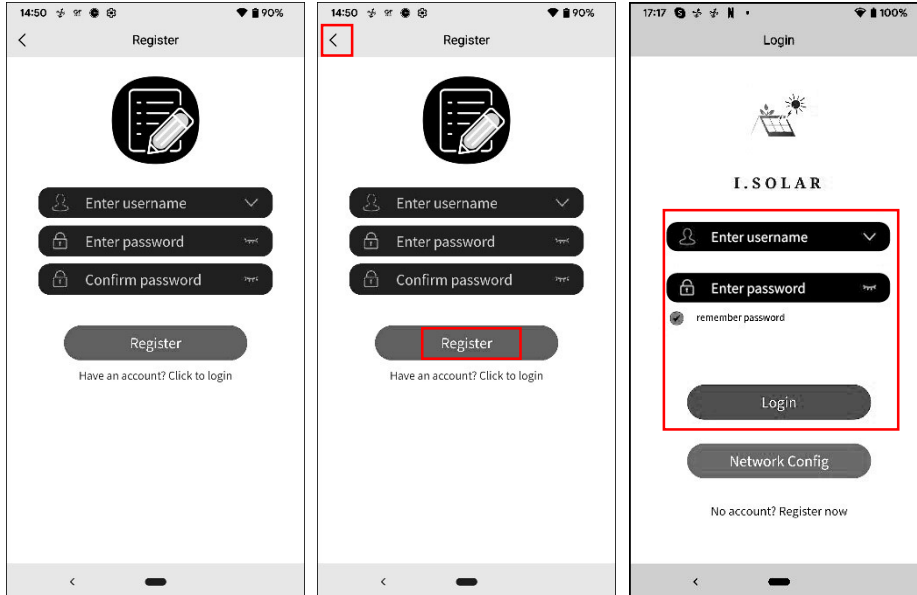 14:50 90%
Register
Enter username
Enter password
Confirm password
Register
Have an account? Click to login
14:50 90%
Register
Enter username
Enter password
Confirm password
Register
Have an account? Click to login
17:17 N 100%
Login
I.SOLAR
Enter username
Enter password
remember password
Login
Network Config
No account? Register now